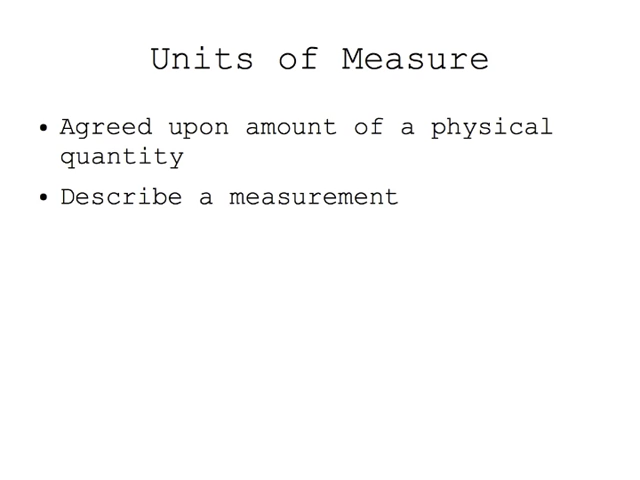 Units of Measure
• Agreed upon amount of a physical
quantity
• Describe a measurement